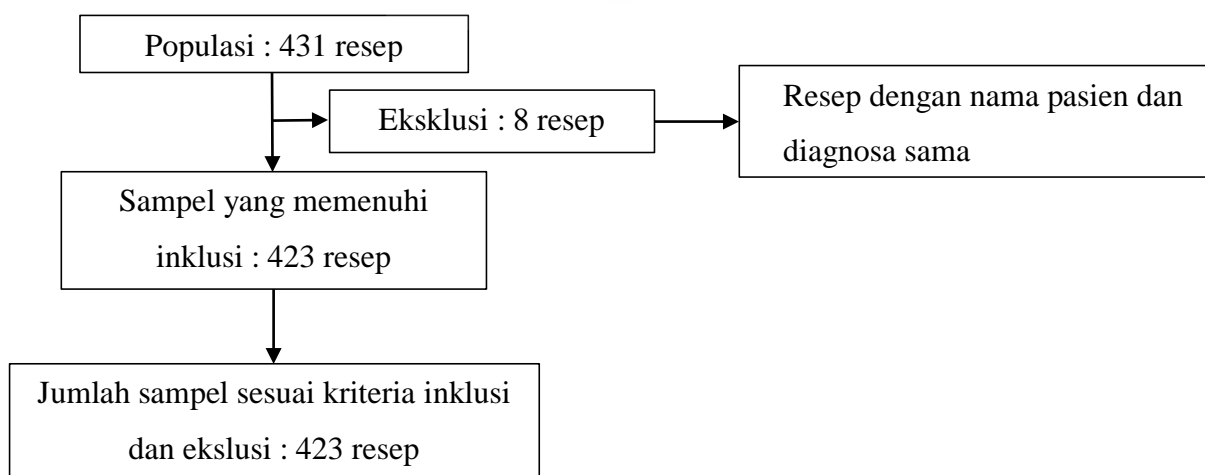 Populasi : 431 resep
Eksklusi : 8 resep
Resep dengan nama pasien dan
diagnosa sama
Sampel yang memenuhi
inklusi : 423 resep
Jumlah sampel sesuai kriteria inklusi
dan ekslusi : 423 resep